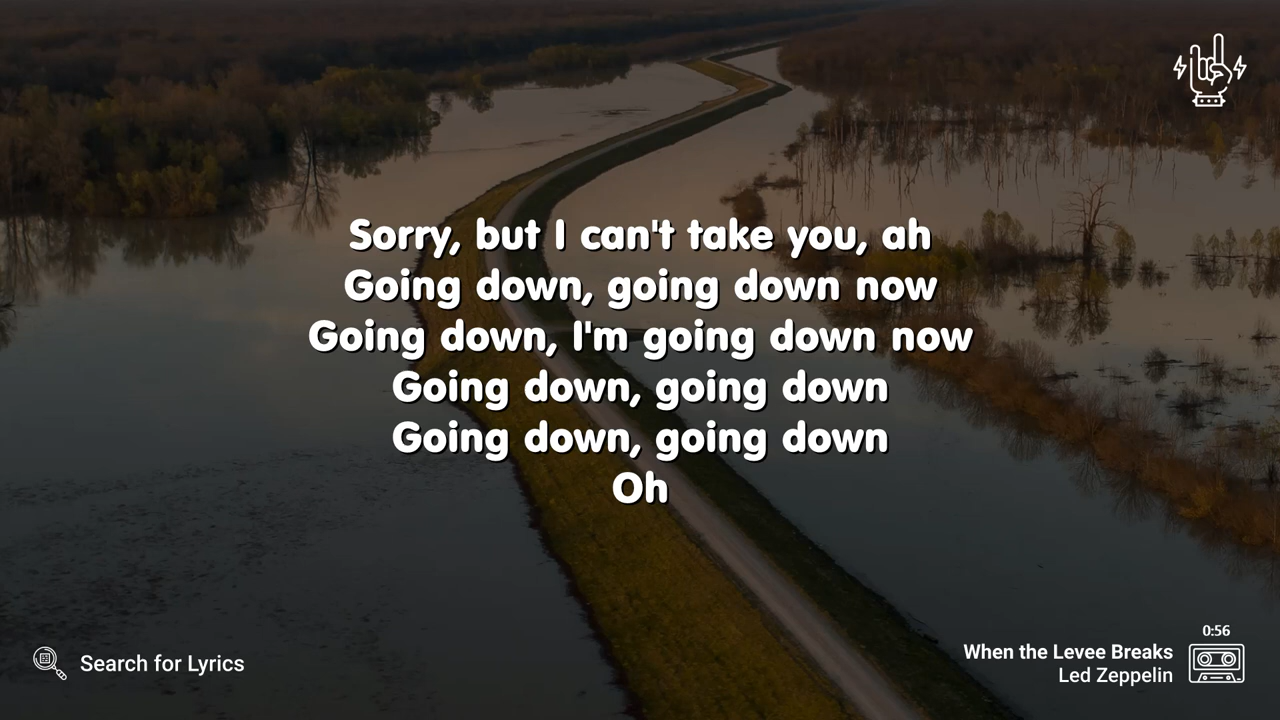 Sorry, but I can't take you, ah
Going down, going down now
Going down, I'm going down now
Going down, going down
Going down, going down
Oh
0:56
When the Levee Breaks
Led Zeppelin
Search for Lyrics